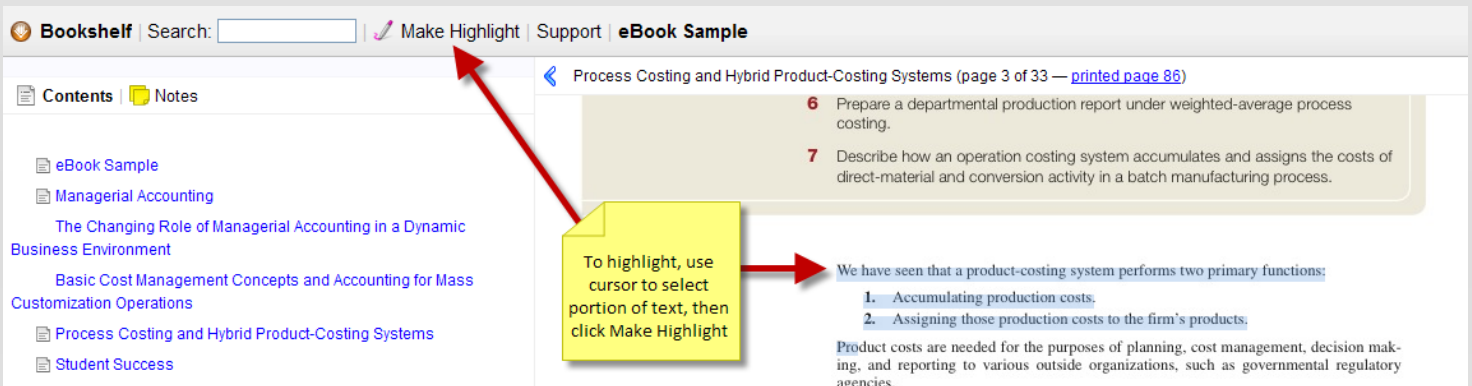 Bookshelf | Search: | Make Highlight | Support | eBook Sample
Contents | Notes
eBook Sample
Managerial Accounting
The Changing Role of Managerial Accounting in a Dynamic
Business Environment
Basic Cost Management Concepts and Accounting for Mass
Customization Operations
Process Costing and Hybrid Product-Costing Systems
Student Success
Process Costing and Hybrid Product-Costing Systems (page 3 of 33 — printed page 86)
6 Prepare a departmental production report under weighted-average process
costing.
7 Describe how an operation costing system accumulates and assigns the costs of
direct-material and conversion activity in a batch manufacturing process.
To highlight, use
cursor to select
portion of text, then
click Make Highlight
We have seen that a product-costing system performs two primary functions:
1. Accumulating production costs.
2. Assigning those production costs to the firm's products.
Product costs are needed for the purposes of planning, cost management, decision mak-
ing, and reporting to various outside organizations, such as governmental regulatory
agencies.